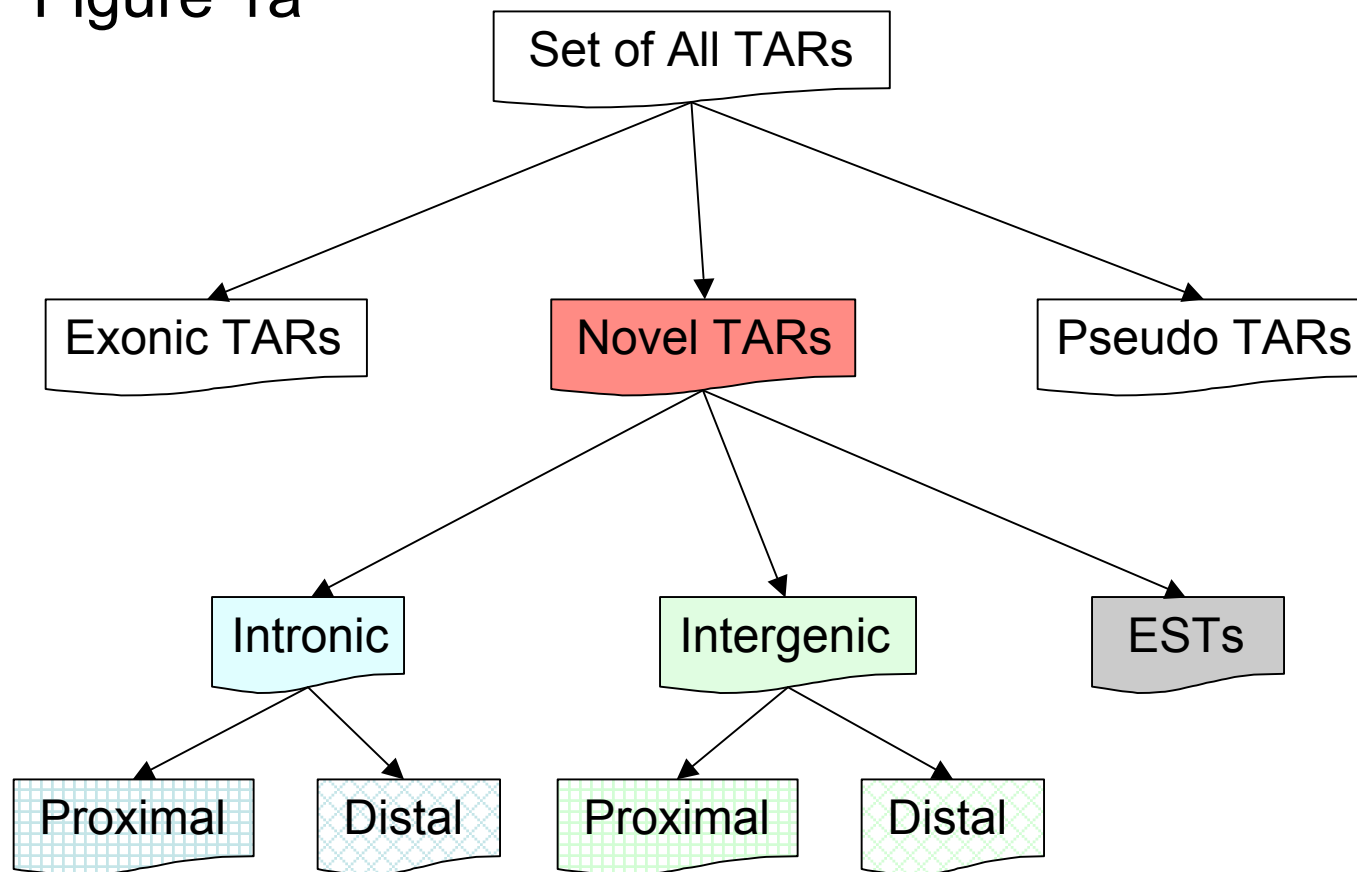 Figure 1a
Set of All TARs
Exonic TARs
Novel TARs
Pseudo TARs
Intronic
Intergenic
ESTs
Proximal
Distal
Proximal
Distal